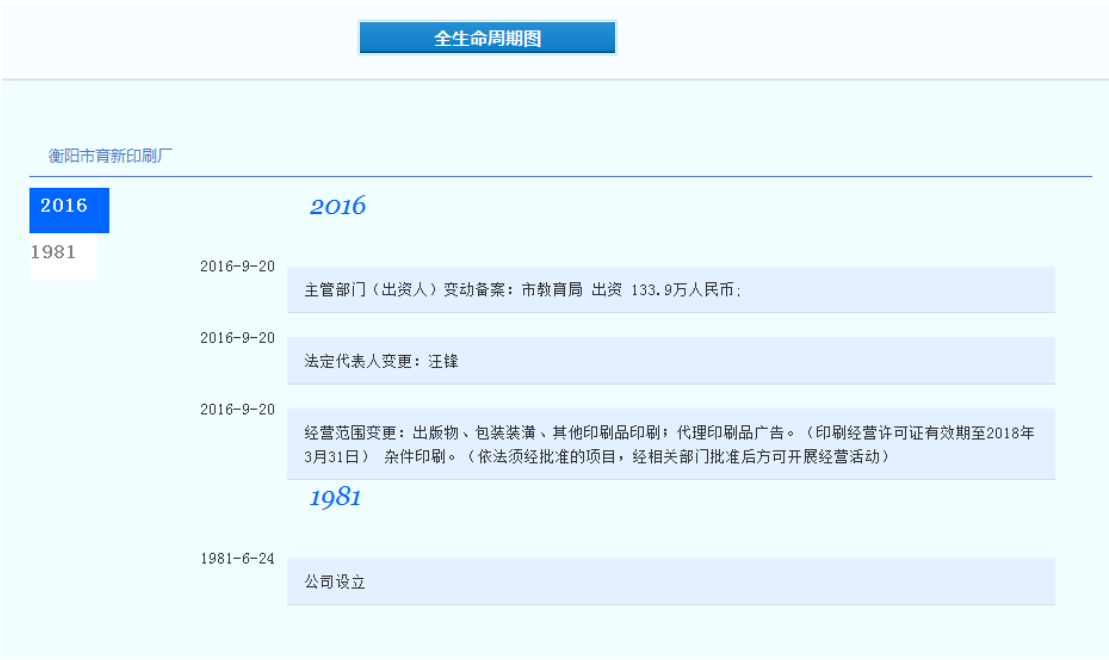 全生命周期图
衡阳市育新印刷厂
2016
1981
2016
2016-9-20
主管部门（出资人）变动备案：市教育局 出资 133.9万人民币;
2016-9-20
法定代表人变更：汪锋
2016-9-20
经营范围变更：出版物、包装装潢、其他印刷品印刷；代理印刷品广告。（印刷经营许可证有效期至2018年
3月31日） 杂件印刷。（依法须经批准的项目，经相关部门批准后方可开展经营活动）
1981
1981-6-24
公司设立